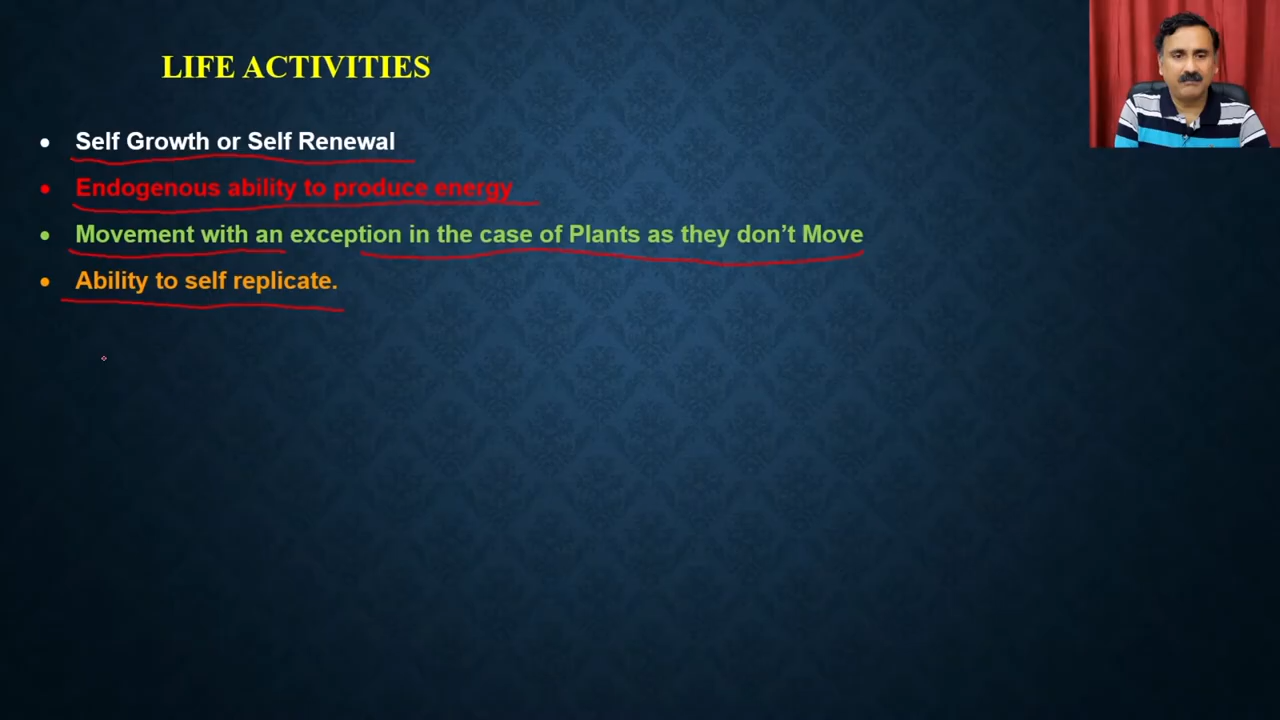 LIFE ACTIVITIES
• Self Growth or Self Renewal
• Endogenous ability to produce energy
• Movement with an exception in the case of Plants as they don't Move
• Ability to self replicate.